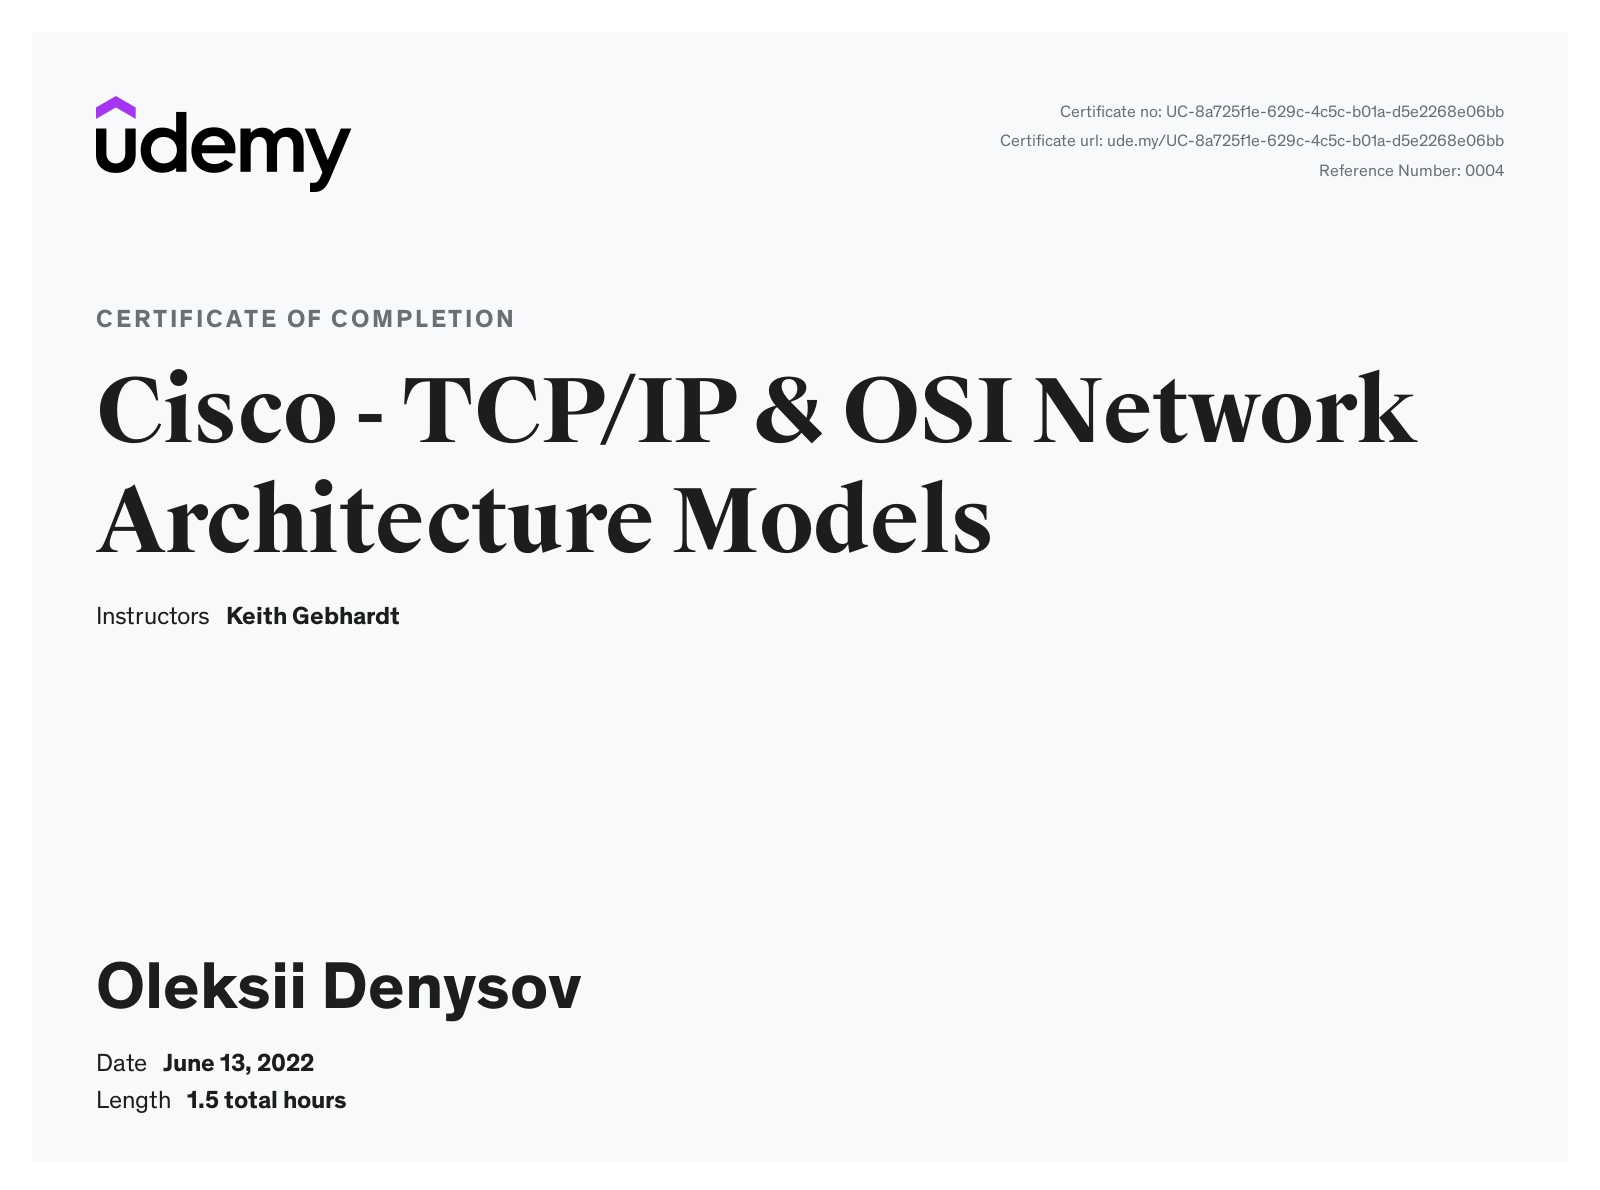 udemy
Certificate no: UC-8a725f1e-629c-4c5c-b01a-d5e2268e06bb
Certificate url: ude.my/UC-8a725f1e-629c-4c5c-b01a-d5e2268e06bb
Reference Number: 0004
CERTIFICATE OF COMPLETION
Cisco - TCP/IP & OSI Network
Architecture Models
Instructors Keith Gebhardt
Oleksii Denysov
Date June 13, 2022
Length 1.5 total hours